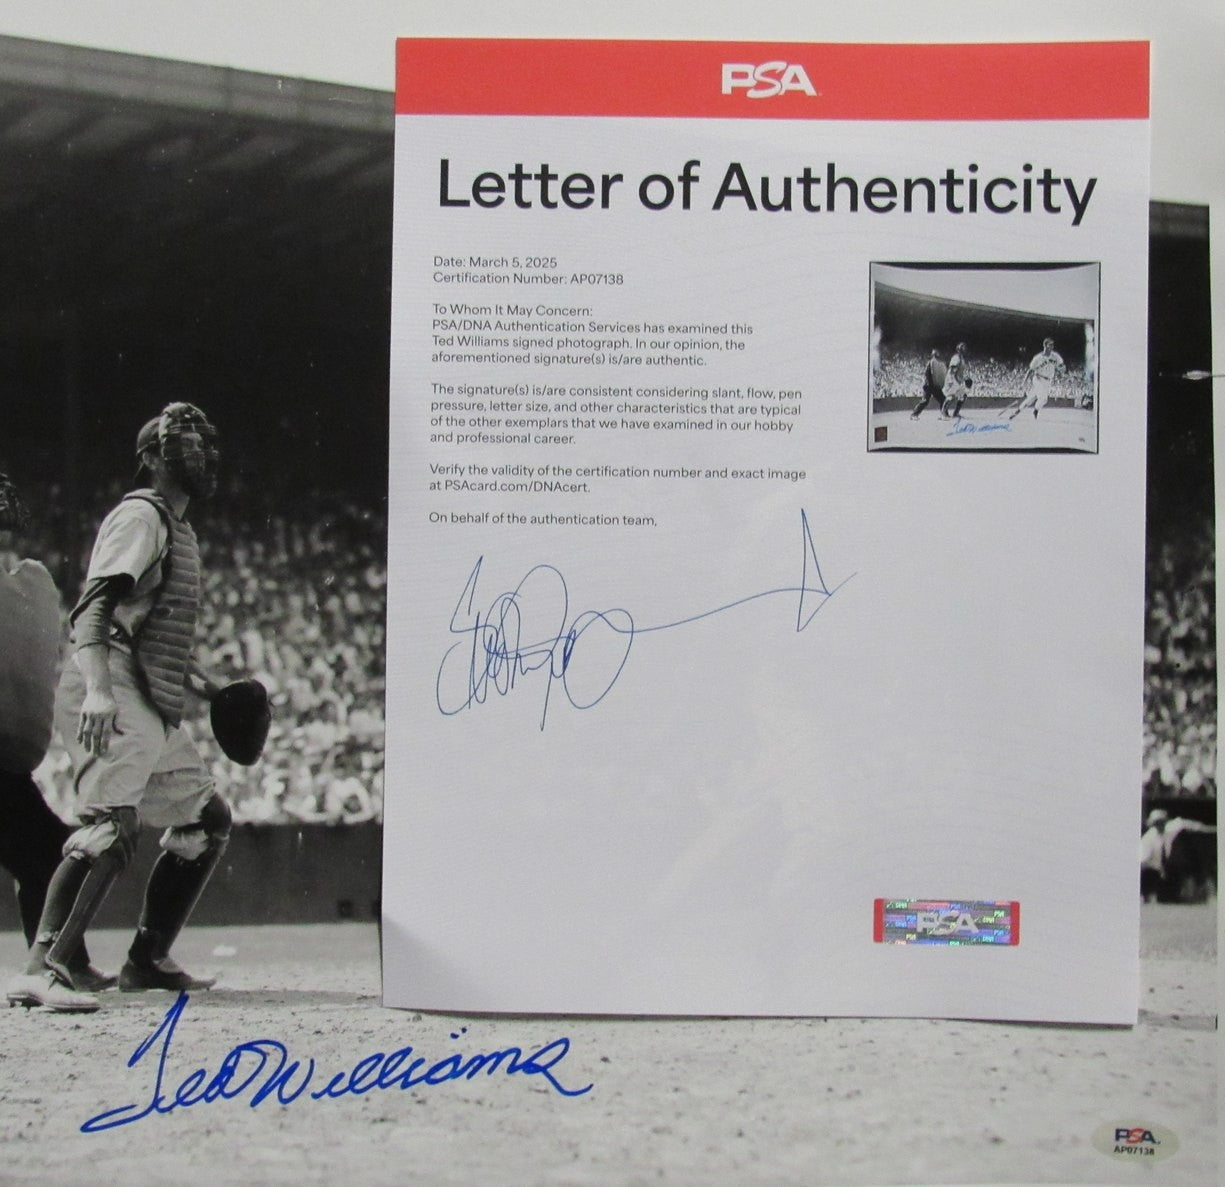 PSA
Letter of Authenticity
Date: March 5, 2025
Certification Number: AP07138
To Whom It May Concern:
PSA/DNA Authentication Services has examined this
Ted Williams signed photograph. In our opinion, the
aforementioned signature(s) is/are authentic.
The signature(s) is/are consistent considering slant, flow, pen
pressure, letter size, and other characteristics that are typical
of the other exemplars that we have examined in our hobby
and professional career.
Verify the validity of the certification number and exact image
at PSAcard.com/DNAcert.
On behalf of the authentication team,
Ted Williams
PSA
Ted Williams
PSA
AP07138